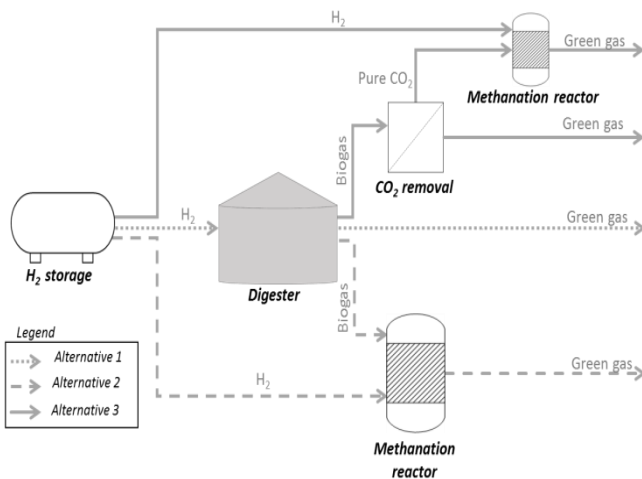 H2
Green gas
Pure CO2
Methanation reactor
Green gas
Biogas
CO2 removal
H2
Green gas
H2 storage
Digester
Biogas
Legend
Alternative 1
Alternative 2
Alternative 3
H2
Green gas
Methanation
reactor